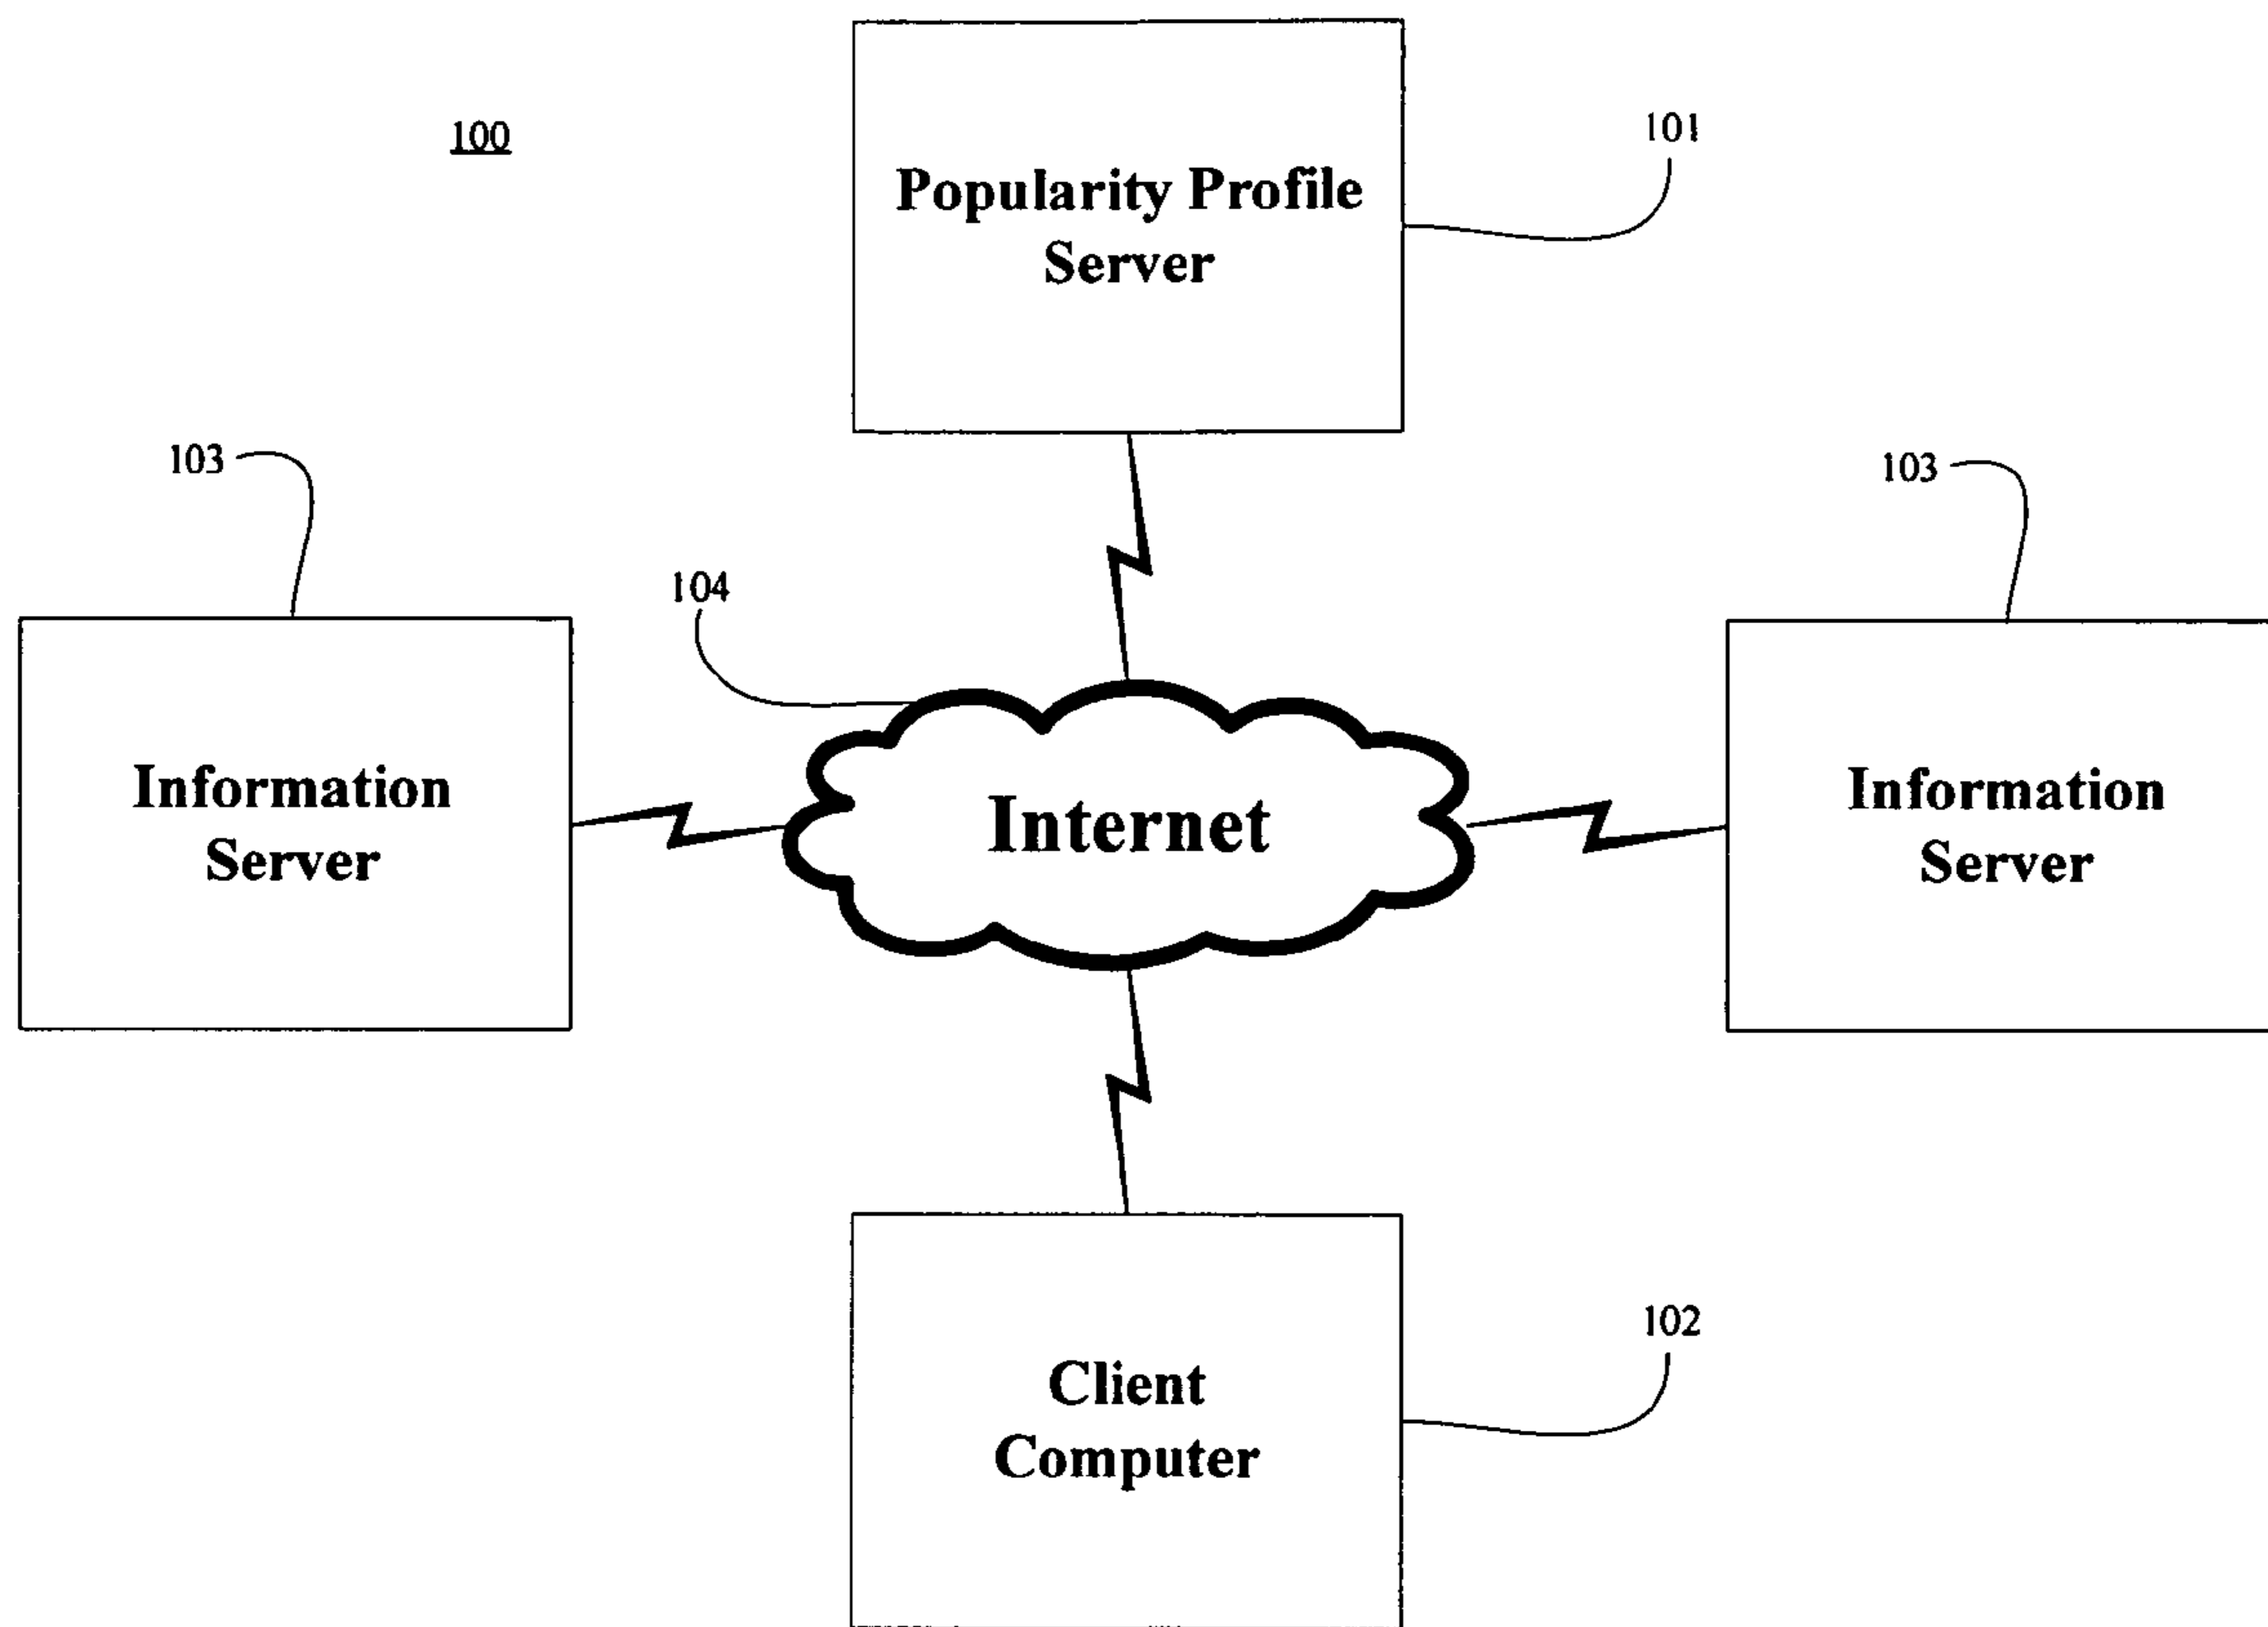 100
101
Popularity Profile
Server
103
103
104
Information
Server
Internet
Information
Server
102
Client
Computer